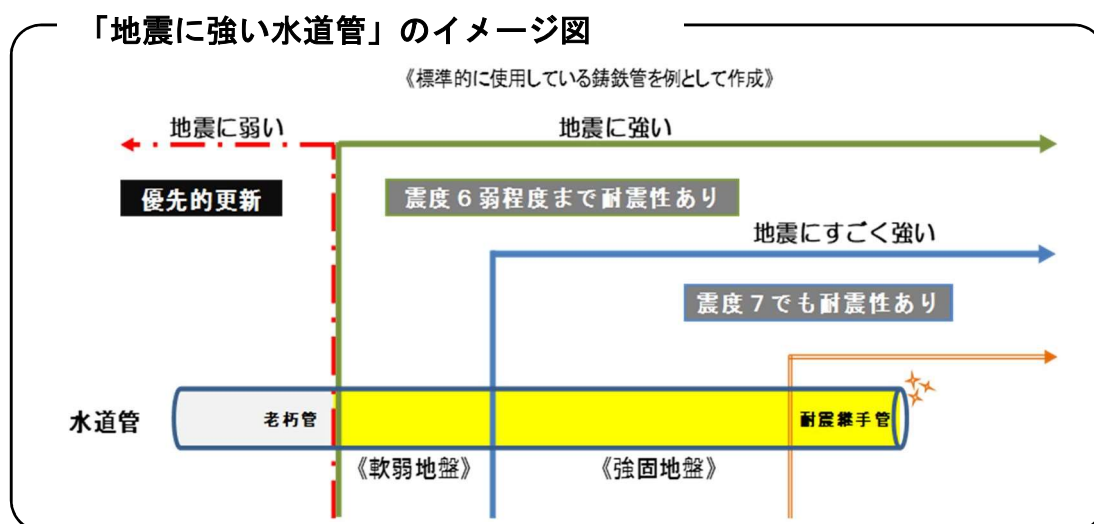 「地震に強い水道管」のイメージ図
《標準的に使用している鋳鉄管を例として作成》
地震に弱い
地震に強い
優先的更新
震度６弱程度まで耐震性あり
地震にすごく強い
震度７でも耐震性あり
水道管
老朽管
耐震継手管
《軟弱地盤》
《強固地盤》